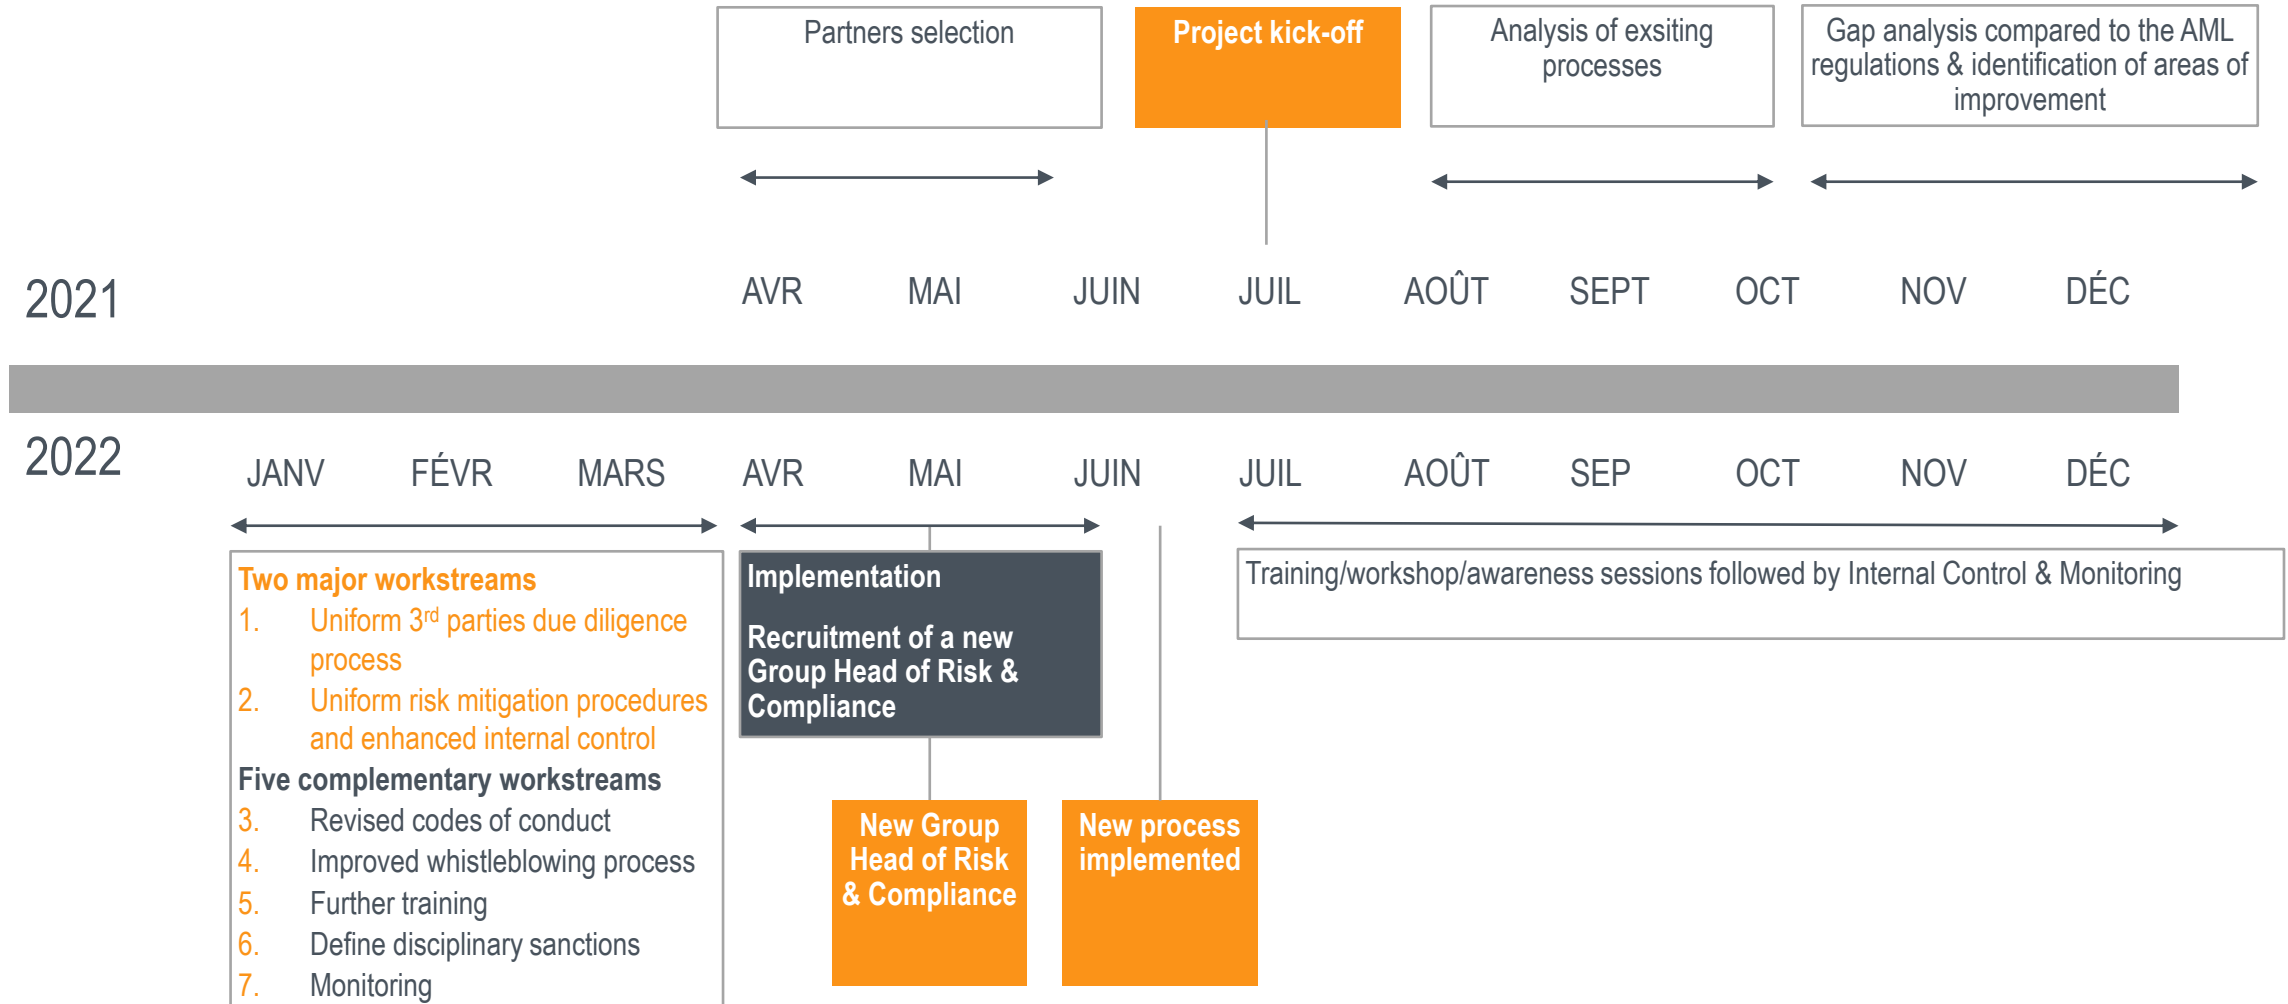 Partners selection
Project kick-off
Analysis of exsiting
processes
Gap analysis compared to the AML
regulations & identification of areas of
improvement
2021
AVR MAI JUIN JUIL AOÛT SEPT OCT NOV DÉC
2022
JANV FÉVR MARS AVR MAI JUIN JUIL AOÛT SEP OCT NOV DÉC
Two major workstreams
1. Uniform 3rd parties due diligence
process
2. Uniform risk mitigation procedures
and enhanced internal control
Five complementary workstreams
3. Revised codes of conduct
4. Improved whistleblowing process
5. Further training
6. Define disciplinary sanctions
7. Monitoring
Implementation
Recruitment of a new
Group Head of Risk &
Compliance
New Group
Head of Risk
& Compliance
New process
implemented
Training/workshop/awareness sessions followed by Internal Control & Monitoring